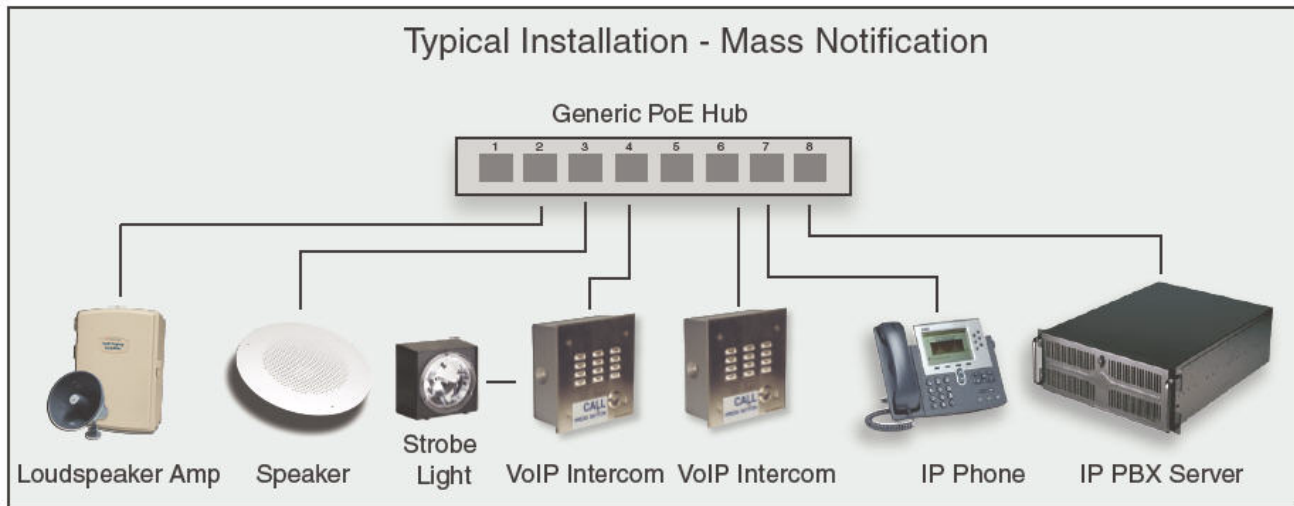 Typical Installation - Mass Notification
Generic PoE Hub
1 2 3 4 5 6 7 8
CALL
CALL
Loudspeaker Amp
Speaker
Strobe
Light
VoIP Intercom
VoIP Intercom
IP Phone
IP PBX Server